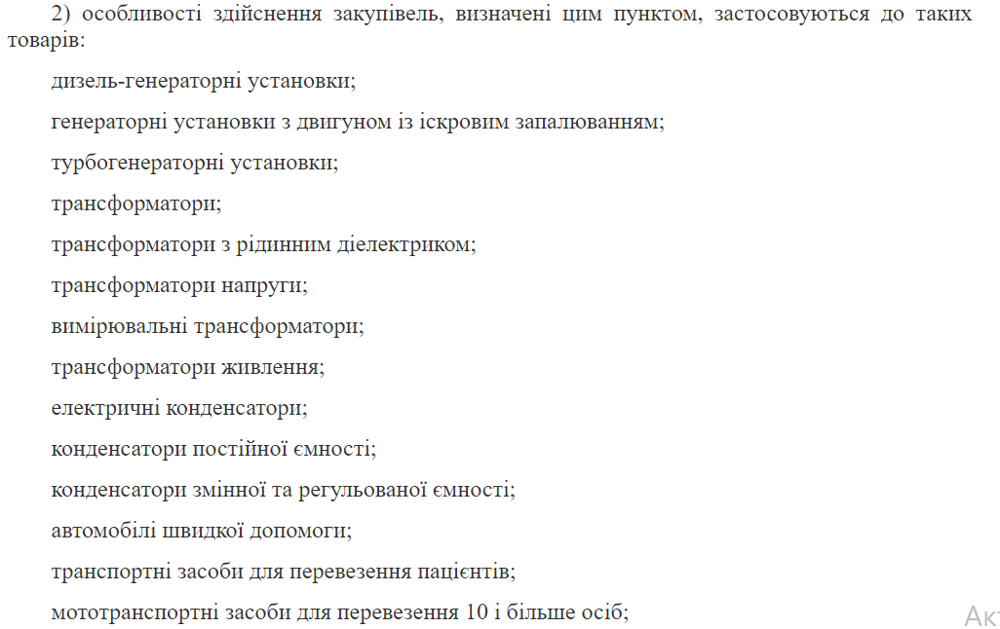 2) особливості здійснення закупівель, визначені цим пунктом, застосовуються до таких
товарів:
дизель-генераторні установки;
генераторні установки з двигуном із іскровим запалюванням;
турбогенераторні установки;
трансформатори;
трансформатори з рідинним діелектриком;
трансформатори напруги;
вимірювальні трансформатори;
трансформатори живлення;
електричні конденсатори;
конденсатори постійної ємності;
конденсатори змінної та регульованої ємності;
автомобілі швидкої допомоги;
транспортні засоби для перевезення пацієнтів;
мототранспортні засоби для перевезення 10 і більше осіб;